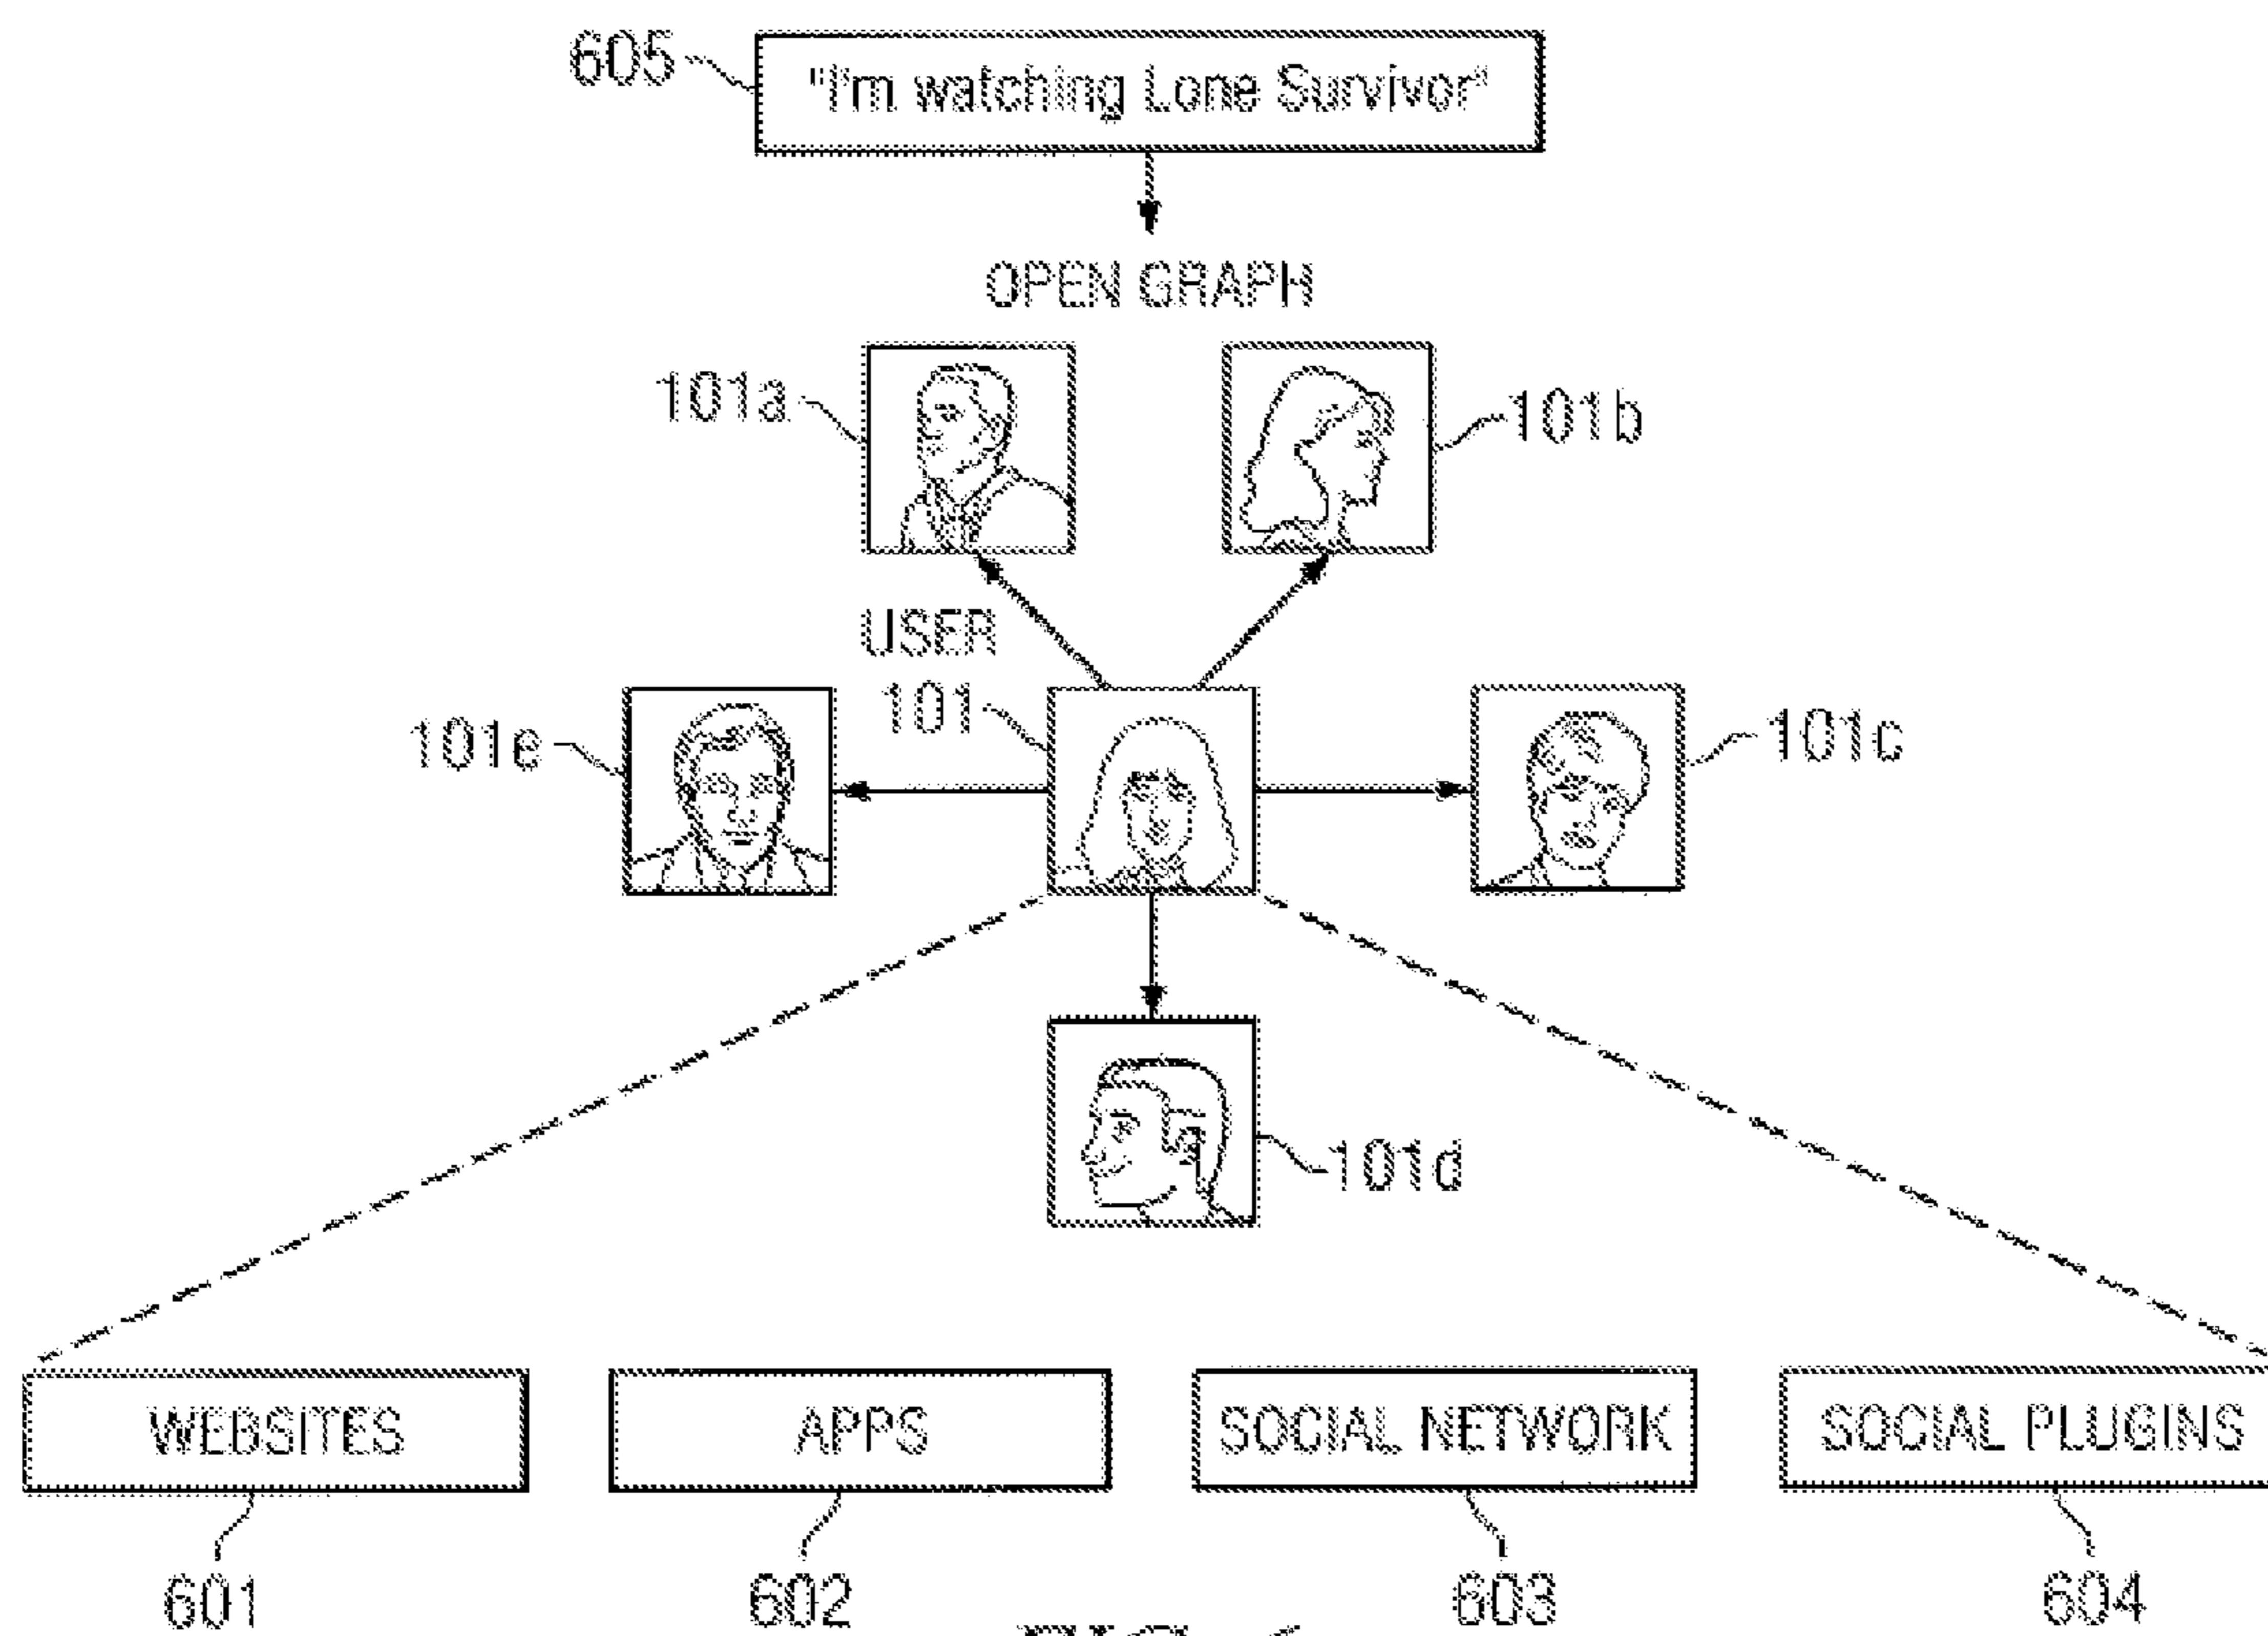 605
"I'm watching Lone Survivor"
OPEN GRAPH
101a
101b
USER
101
101e
101c
101d
WEBSITES
APPS
SOCIAL NETWORK
SOCIAL PLUGINS
601
602
603
604